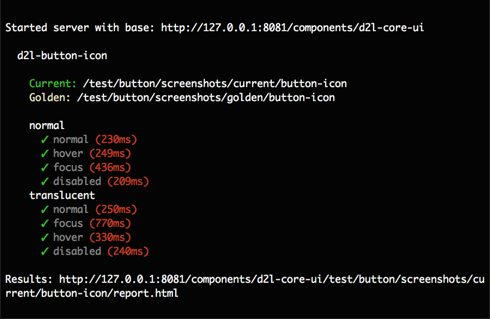 Started server with base: http://127.0.0.1:8081/components/d2l-core-ui
d2l-button-icon
Current: /test/button/screenshots/current/button-icon
Golden: /test/button/screenshots/golden/button-icon
normal
✓ normal (230ms)
✓ hover (249ms)
✓ focus (436ms)
✓ disabled (209ms)
translucent
✓ normal (250ms)
✓ focus (770ms)
✓ hover (330ms)
✓ disabled (240ms)
Results: http://127.0.0.1:8081/components/d2l-core-ui/test/button/screenshots/cu
rrent/button-icon/report.html